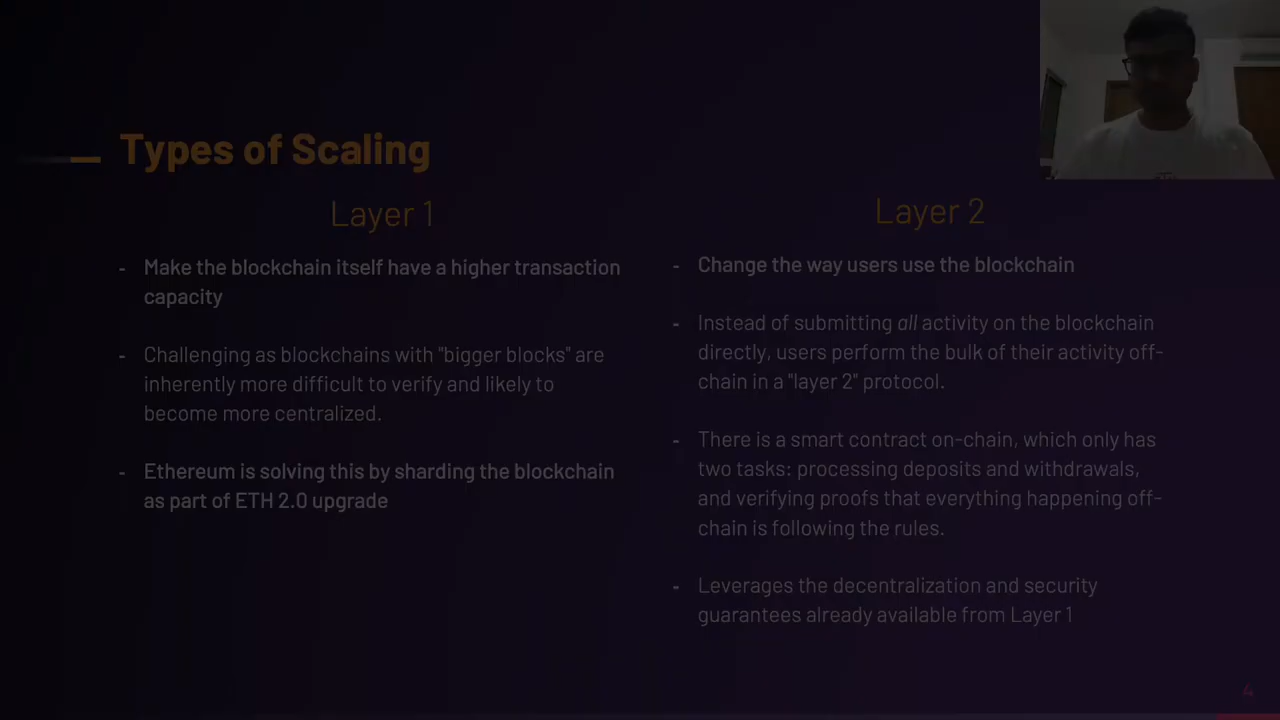 Types of Scaling
Layer 1
- Make the blockchain itself have a higher transaction
capacity
- Challenging as blockchains with "bigger blocks" are
inherently more difficult to verify and likely to
become more centralized.
- Ethereum is solving this by sharding the blockchain
as part of ETH 2.0 upgrade
Layer 2
- Change the way users use the blockchain
- Instead of submitting all activity on the blockchain
directly, users perform the bulk of their activity off-
chain in a "layer 2" protocol.
- There is a smart contract on-chain, which only has
two tasks: processing deposits and withdrawals,
and verifying proofs that everything happening off-
chain is following the rules.
- Leverages the decentralization and security
guarantees already available from Layer 1
4